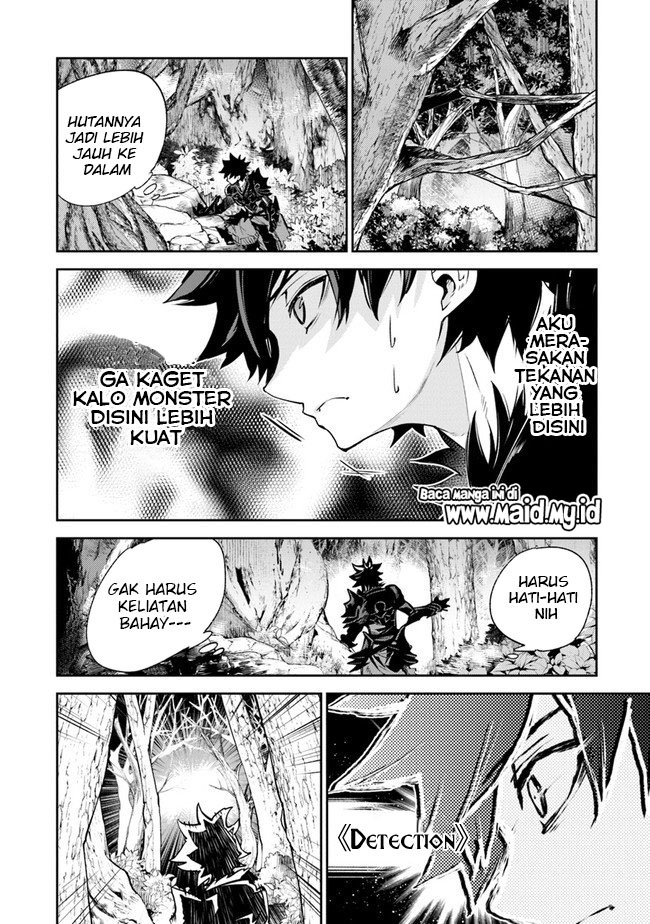 HUTANNYA
JADI LEBIH
JAUH KE
DALAM
AKU
MERA-
SAKAN
TEKANAN
YANG
LEBIH
DISINI
GA KAGET
KALO MONSTER
DISINI LEBIH
KUAT
Baca Manga ini di
www.Maid.My.id
HARUS
HATI-HATI
NIH
GAK HARUS
KELIATAN
BAHAY---
《DETECTION》